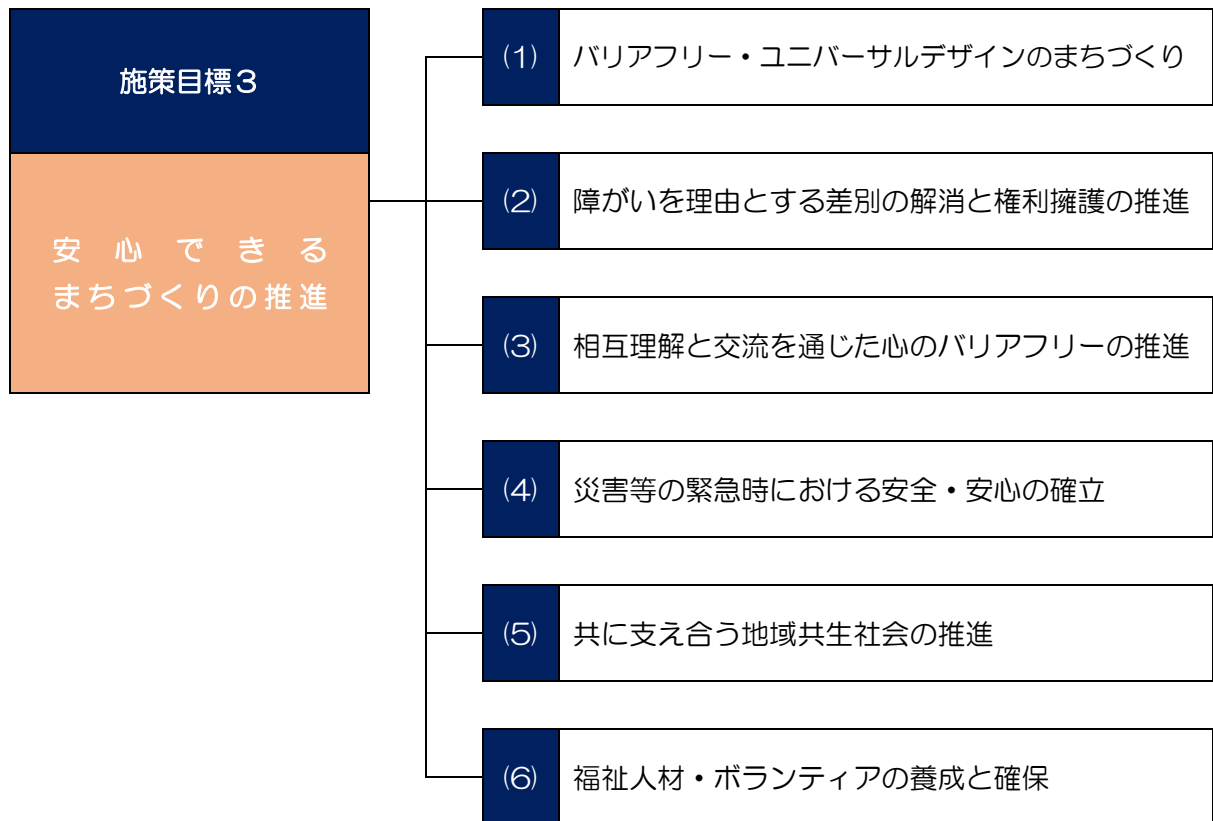 施策目標３
安心できる
まちづくりの推進
(1) バリアフリー・ユニバーサルデザインのまちづくり
(2) 障がいを理由とする差別の解消と権利擁護の推進
(3) 相互理解と交流を通じた心のバリアフリーの推進
(4) 災害等の緊急時における安全・安心の確立
(5) 共に支え合う地域共生社会の推進
(6) 福祉人材・ボランティアの養成と確保